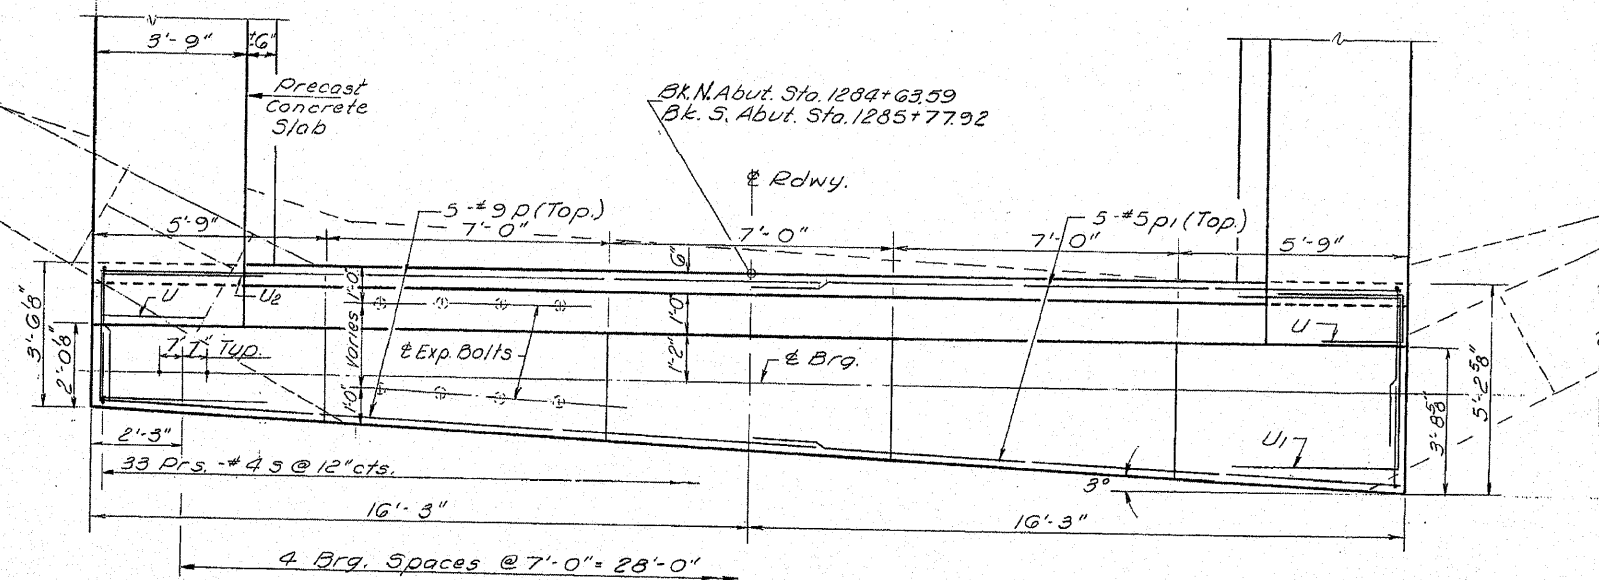 3'-9"
±6"
Precast
Concrete
Slab
Bk. N. Abut. Sta. 1284+63.59
Bk. S. Abut. Sta. 1285+77.92
℄ Rdwy.
5-#9 p (Top.)
5-#5 p1 (Top.)
5'-9"
7'-0"
7'-0"
7'-0"
5'-9"
6"
U
U2
1'-0"
Varies
1'-0"
1'-0"
1'-2"
3'-6⅛"
2'-0⅛"
7" 7" Typ.
℄ Exp. Bolts
℄ Brg.
U
U1
3'-8⅝"
5'-2⅝"
2'-3"
33 Prs. -#4 s @ 12" cts.
3°
16'-3"
16'-3"
4 Brg. Spaces @ 7'-0" = 28'-0"